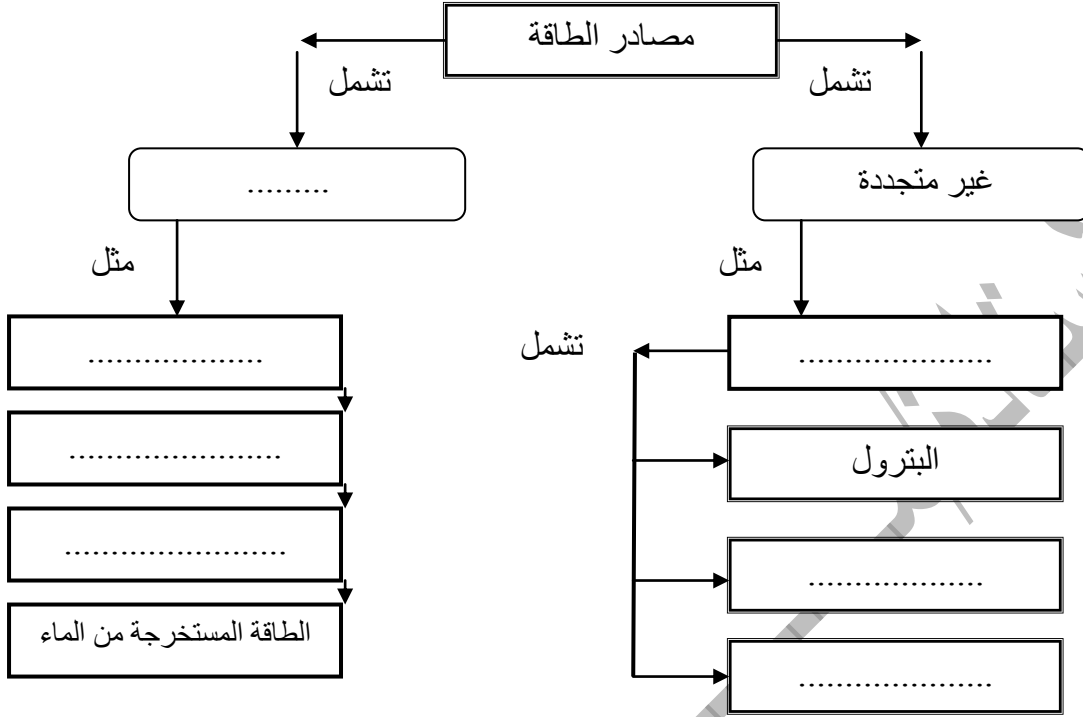 مصادر الطاقة
تشمل
تشمل
غير متجددة
.........
مثل
مثل
.....................
تشمل
...................
البترول
.......................
...................
........................
.....................
الطاقة المستخرجة من الماء